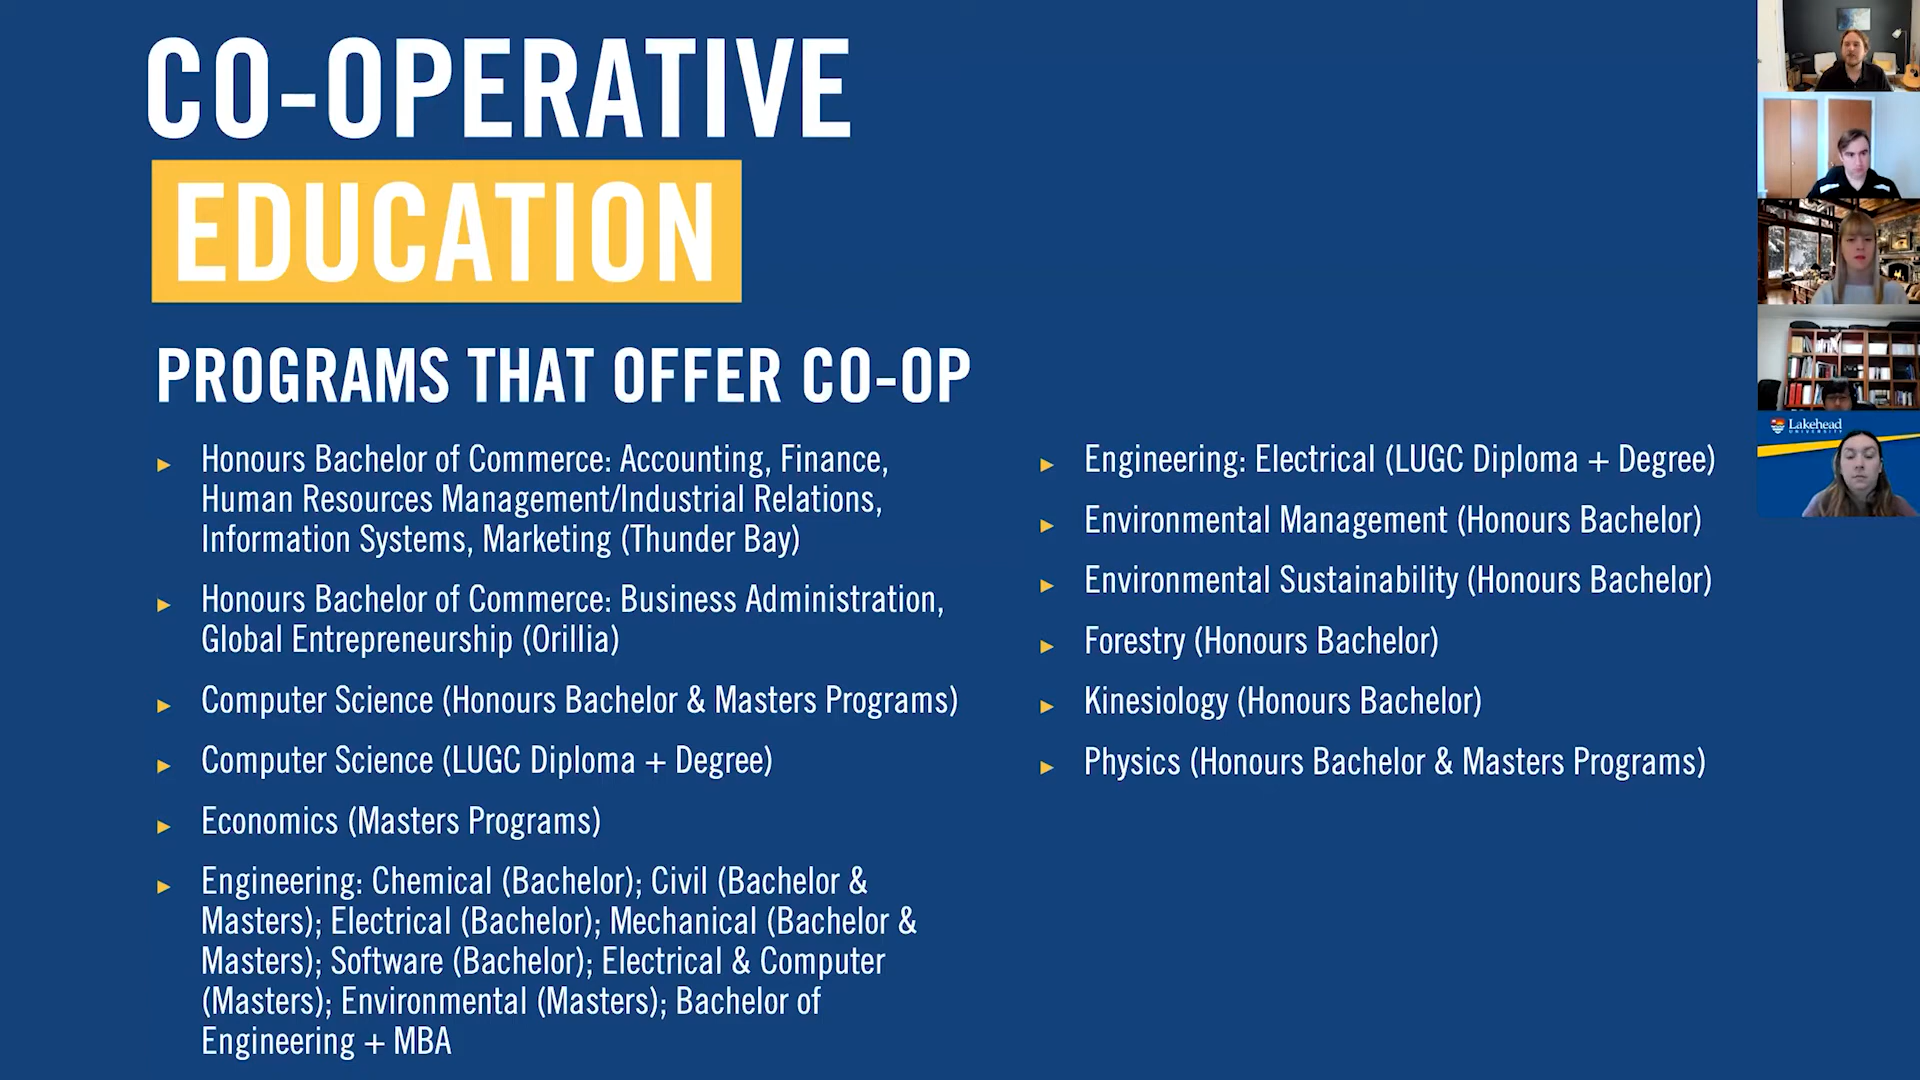 CO-OPERATIVE
EDUCATION
PROGRAMS THAT OFFER CO-OP
Honours Bachelor of Commerce: Accounting, Finance,
Human Resources Management/Industrial Relations,
Information Systems, Marketing (Thunder Bay)
Honours Bachelor of Commerce: Business Administration,
Global Entrepreneurship (Orillia)
Computer Science (Honours Bachelor & Masters Programs)
Computer Science (LUGC Diploma + Degree)
Economics (Masters Programs)
Engineering: Chemical (Bachelor); Civil (Bachelor &
Masters); Electrical (Bachelor); Mechanical (Bachelor &
Masters); Software (Bachelor); Electrical & Computer
(Masters); Environmental (Masters); Bachelor of
Engineering + MBA
Engineering: Electrical (LUGC Diploma + Degree)
Environmental Management (Honours Bachelor)
Environmental Sustainability (Honours Bachelor)
Forestry (Honours Bachelor)
Kinesiology (Honours Bachelor)
Physics (Honours Bachelor & Masters Programs)
Lakehead
UNIVERSITY